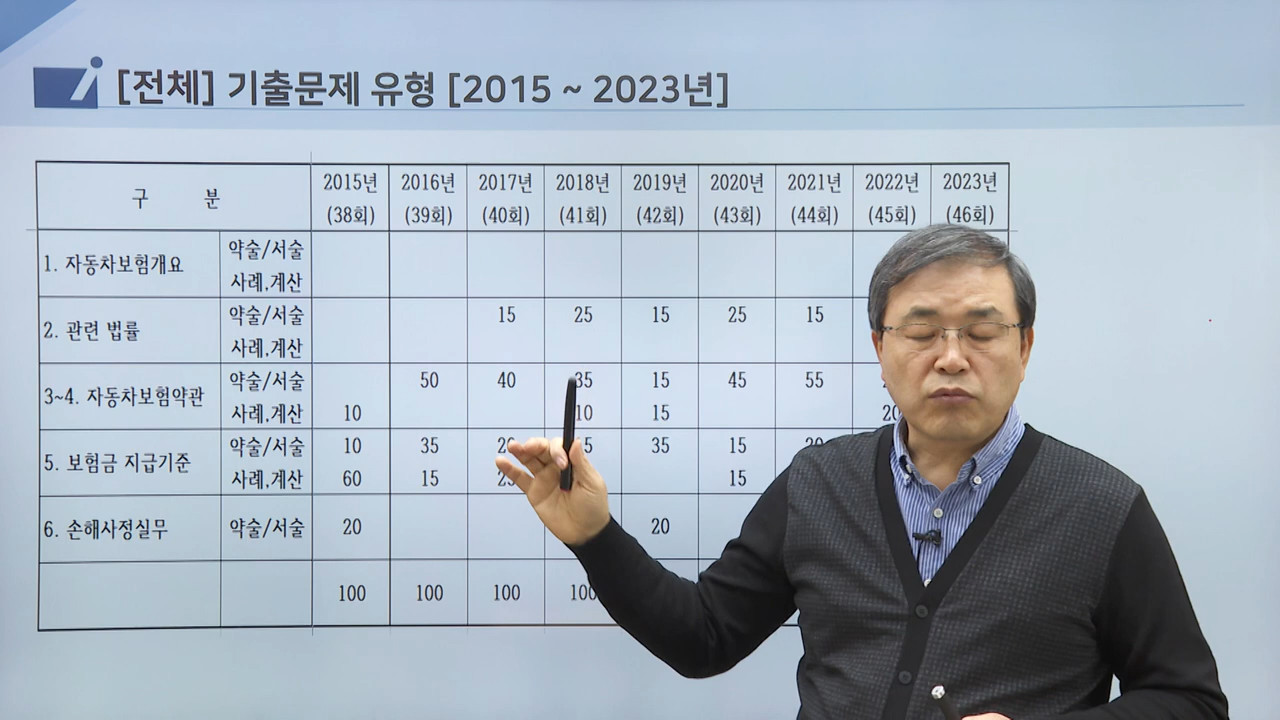 [전체] 기출문제 유형 [2015 ~ 2023년]
구 분 2015년 2016년 2017년 2018년 2019년 2020년 2021년 2022년 2023년
(38회) (39회) (40회) (41회) (42회) (43회) (44회) (45회) (46회)
1. 자동차보험개요 약술/서술
사례,계산
2. 관련 법률 약술/서술 15 25 15 25 15
사례,계산
3~4. 자동차보험약관 약술/서술 50 40 35 15 45 55
사례,계산 10 10 15 20
5. 보험금 지급기준 약술/서술 10 35 35 15
사례,계산 60 15 15
6. 손해사정실무 약술/서술 20 20
100 100 100 100